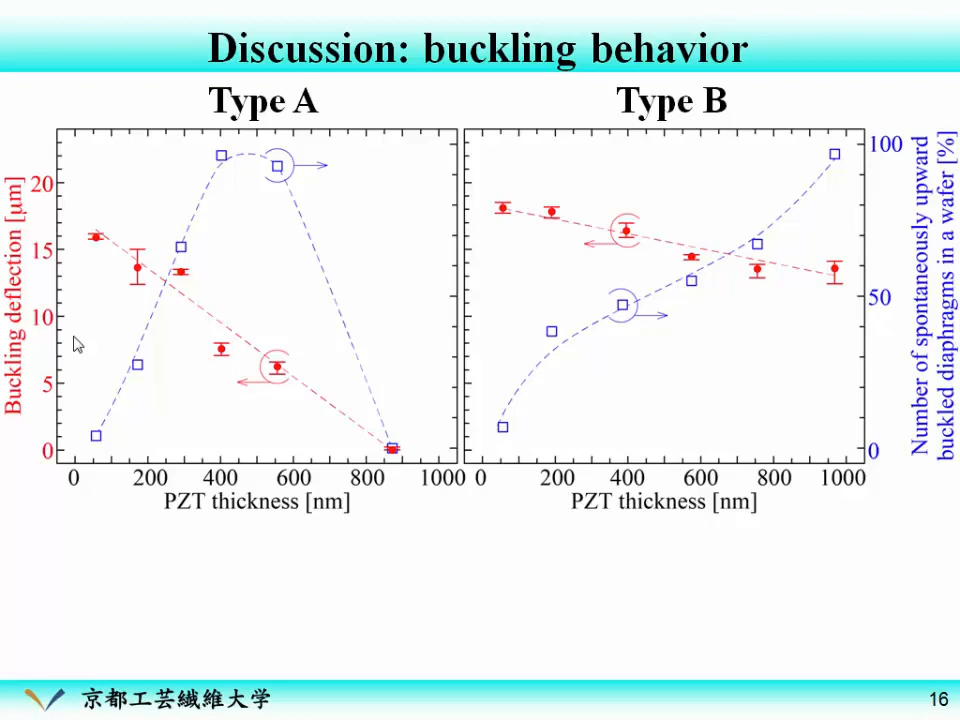 Discussion: buckling behavior
Type A
Type B
Buckling deflection [μm]
20
15
10
5
0
0 200 400 600 800 1000
PZT thickness [nm]
0 200 400 600 800 1000
PZT thickness [nm]
100
50
0
Number of spontaneously upward
buckled diaphragms in a wafer [%]
京都工芸繊維大学
16